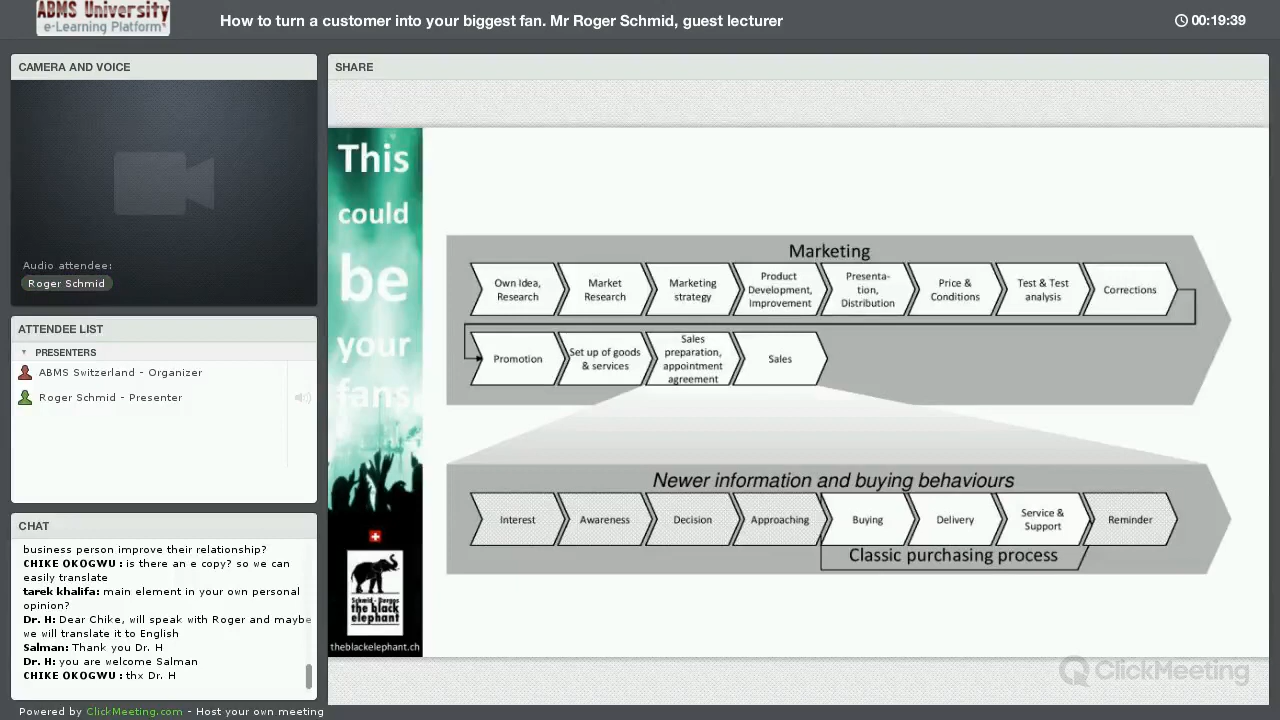 ABMS University
e-Learning Platform
How to turn a customer into your biggest fan. Mr Roger Schmid, guest lecturer
00:19:39
CAMERA AND VOICE
Audio attendee:
Roger Schmid
ATTENDEE LIST
PRESENTERS
ABMS Switzerland - Organizer
Roger Schmid - Presenter
CHAT
business person improve their relationship?
CHIKE OKOGWU : is there an e copy? so we can
easily translate
tarek khalifa: main element in your own personal
opinion?
Dr. H: Dear Chike, will speak with Roger and maybe
we will translate it to English
Salman: Thank you Dr. H
Dr. H: you are welcome Salman
CHIKE OKOGWU : thx Dr. H
Powered by ClickMeeting.com - Host your own meeting
SHARE
This
could
be
your
fans
Schmid - Burgos
the black
elephant
theblackelephant.ch
Marketing
Own Idea,
Research
Market
Research
Marketing
strategy
Product
Development,
Improvement
Presenta-
tion,
Distribution
Price &
Conditions
Test & Test
analysis
Corrections
Promotion
Set up of goods
& services
Sales
preparation,
appointment
agreement
Sales
Newer information and buying behaviours
Interest
Awareness
Decision
Approaching
Buying
Delivery
Service &
Support
Reminder
Classic purchasing process
ClickMeeting